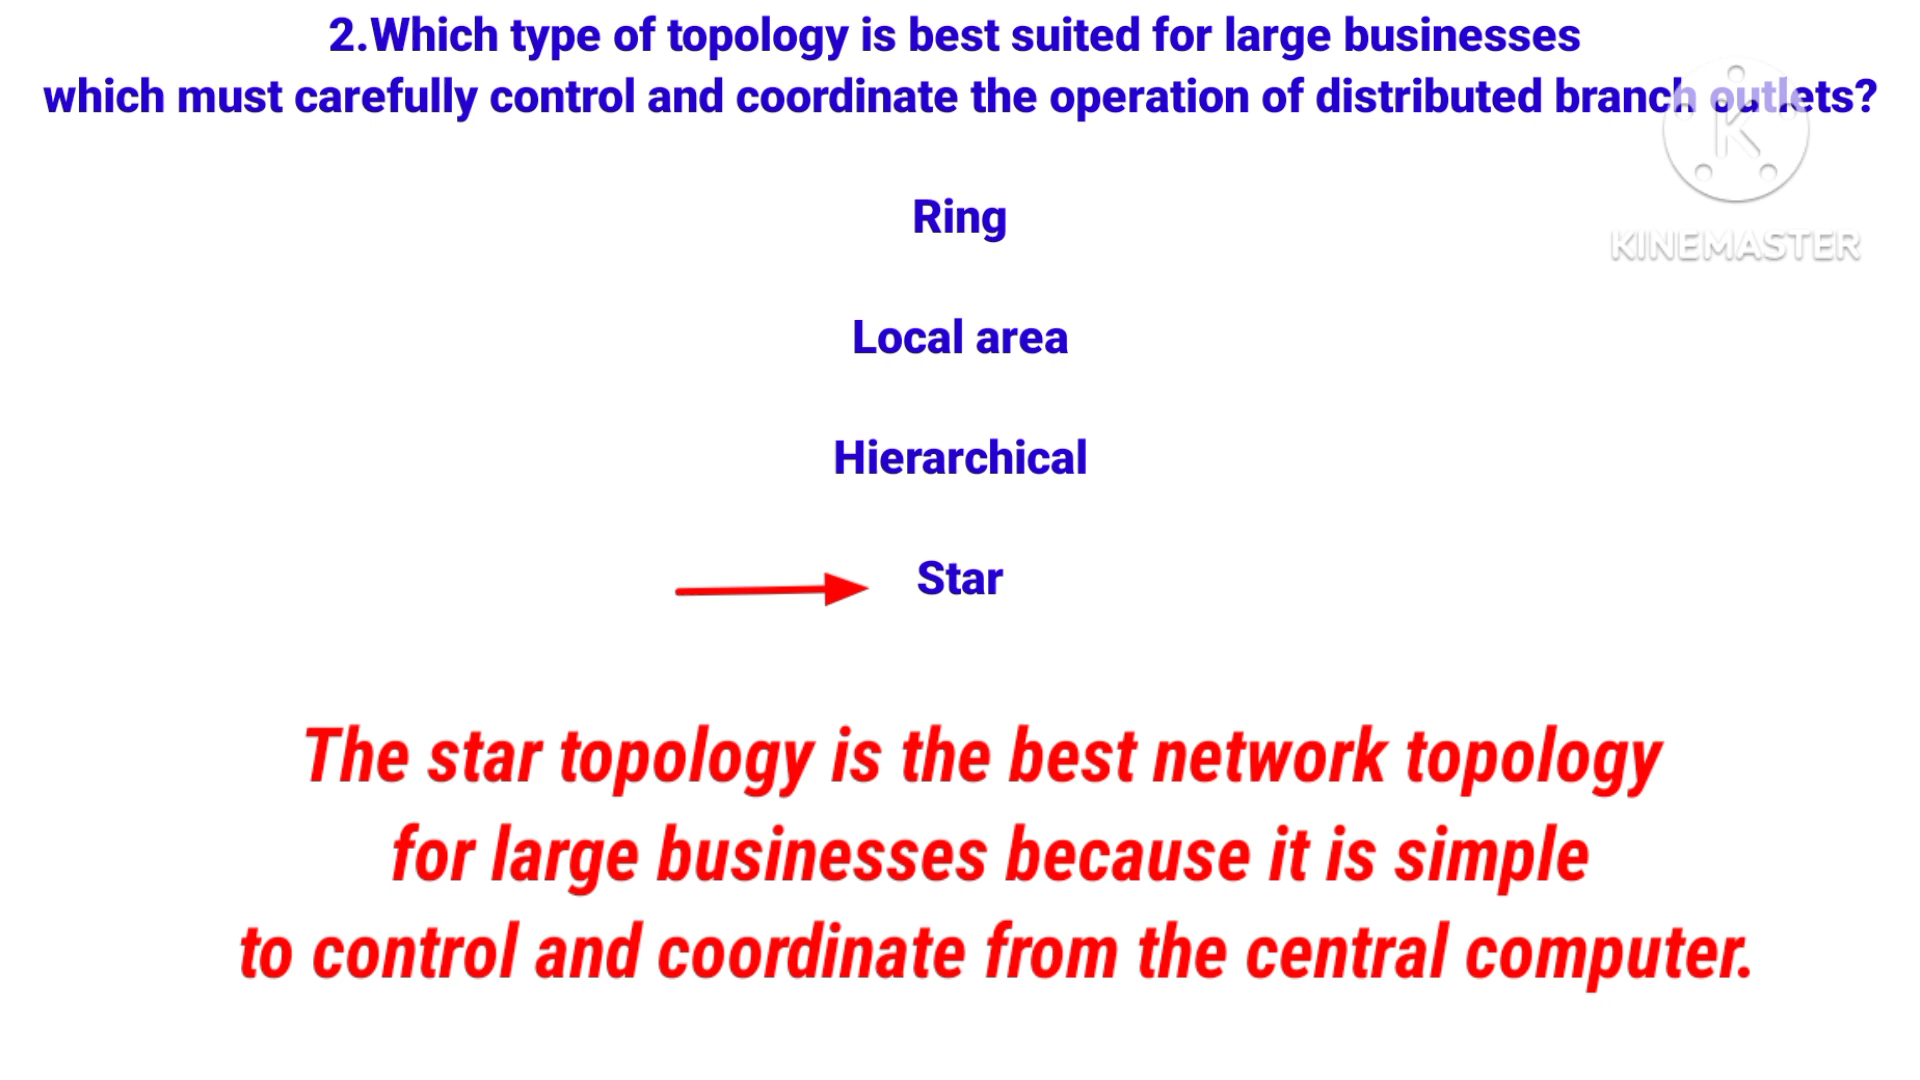 2.Which type of topology is best suited for large businesses
which must carefully control and coordinate the operation of distributed branch outlets?
Ring
KINEMASTER
Local area
Hierarchical
Star
The star topology is the best network topology
for large businesses because it is simple
to control and coordinate from the central computer.